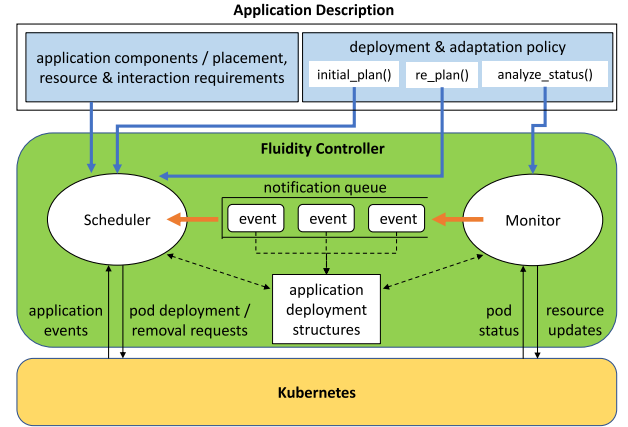 Application Description
application components / placement,
resource & interaction requirements
deployment & adaptation policy
initial_plan()
re_plan()
analyze_status()
Fluidity Controller
notification queue
Scheduler
event
event
event
Monitor
application
deployment
structures
application
events
pod deployment /
removal requests
pod
status
resource
updates
Kubernetes